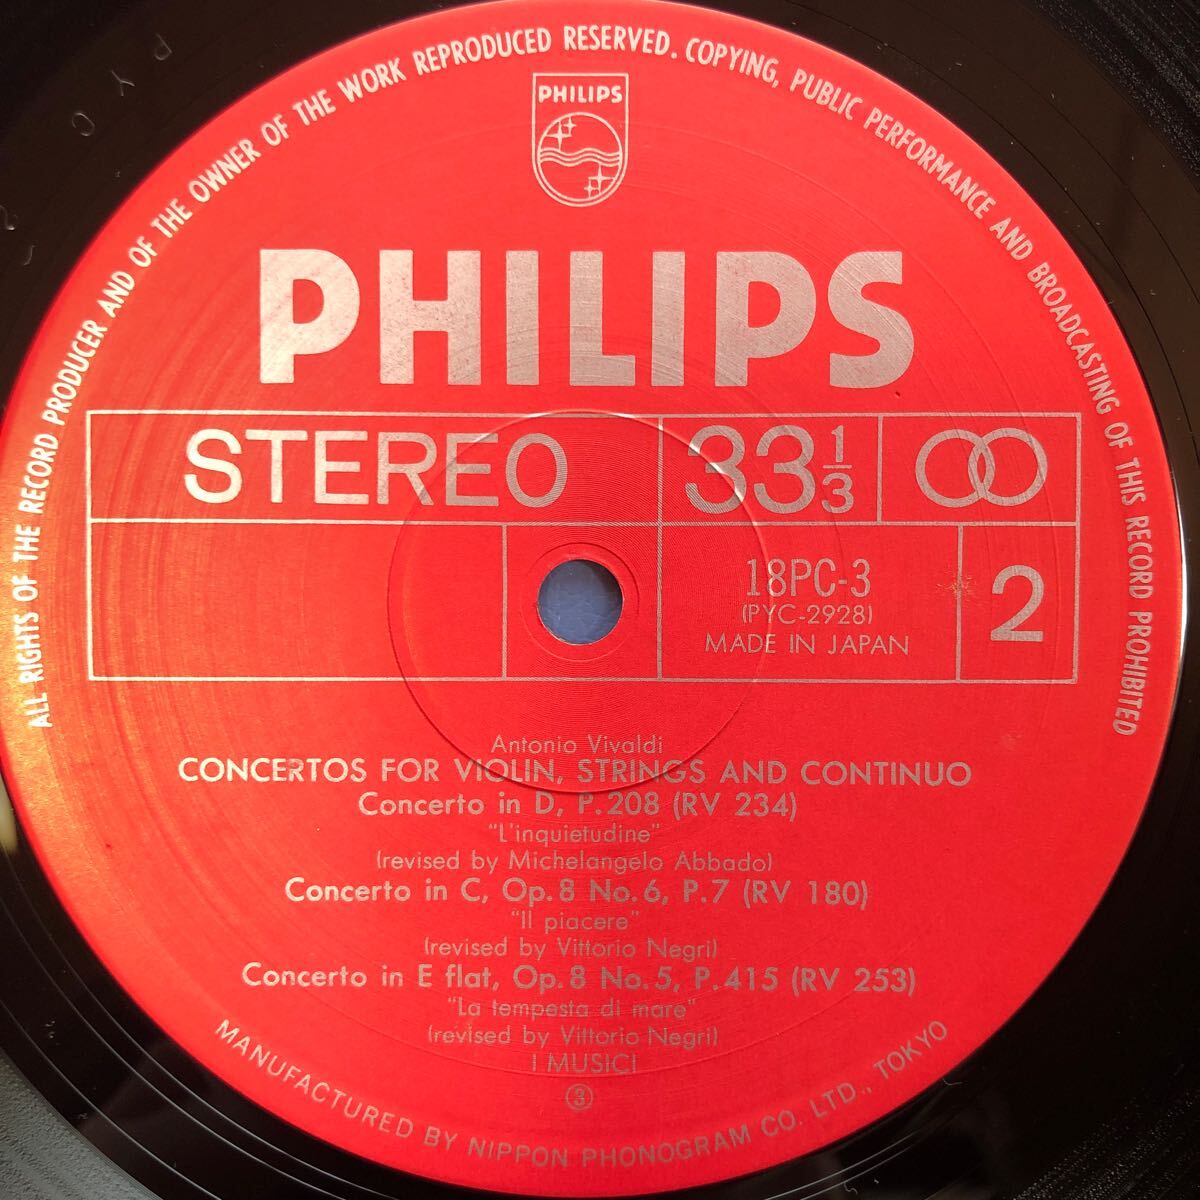 ALL RIGHTS OF THE RECORD PRODUCER AND OF THE OWNER OF THE WORK REPRODUCED RESERVED. COPYING, PUBLIC PERFORMANCE AND BROADCASTING OF THIS RECORD PROHIBITED
PHILIPS
PHILIPS
STEREO
33 1/3
18PC-3
(PYC-2928)
MADE IN JAPAN
2
Antonio Vivaldi
CONCERTOS FOR VIOLIN, STRINGS AND CONTINUO
Concerto in D, P.208 (RV 234)
"L'inquietudine"
(revised by Michelangelo Abbado)
Concerto in C, Op.8 No.6, P.7 (RV 180)
"Il piacere"
(revised by Vittorio Negri)
Concerto in E flat, Op.8 No.5, P.415 (RV 253)
"La tempesta di mare"
(revised by Vittorio Negri)
I MUSICI
③
MANUFACTURED BY NIPPON PHONOGRAM CO. LTD., TOKYO